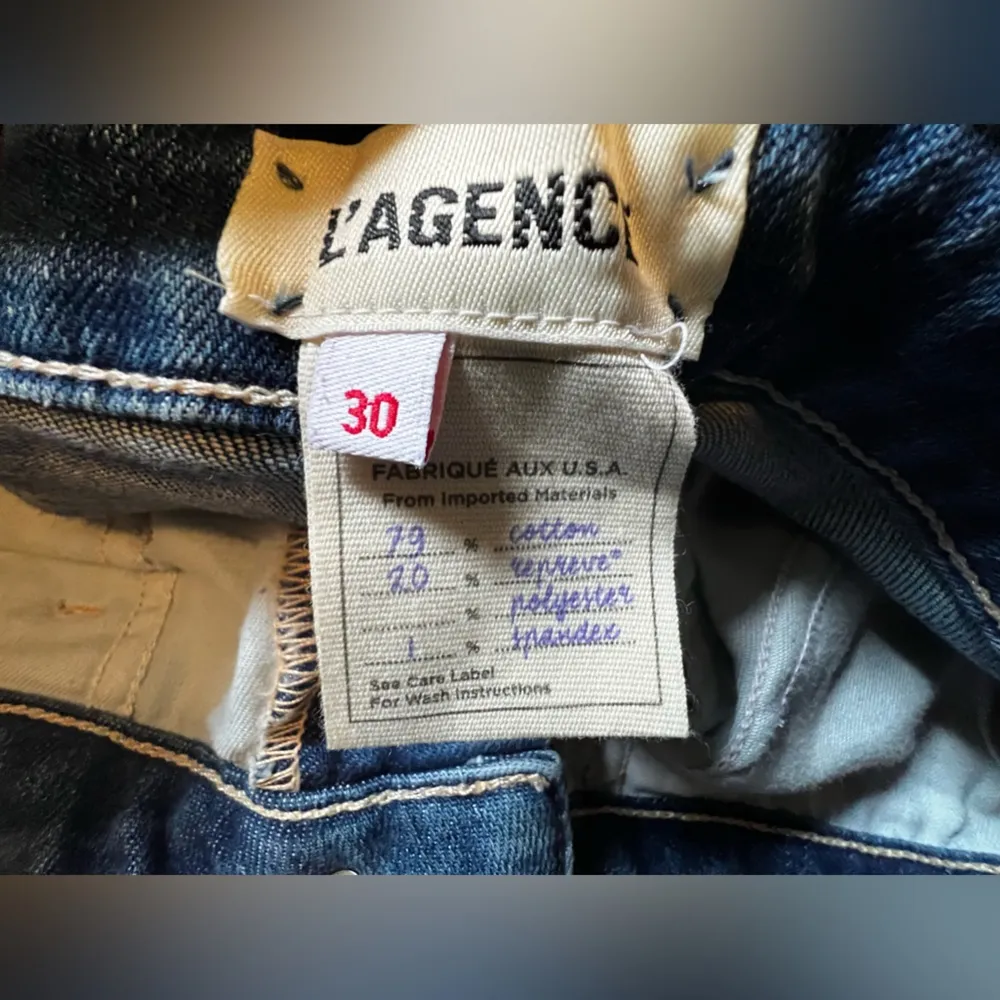 L'AGENCE
30
FABRIQUÉ AUX U.S.A.
From Imported Materials
79 % cotton
20 % repreve®
% polyester
1 % spandex
See Care Label
For Wash Instructions